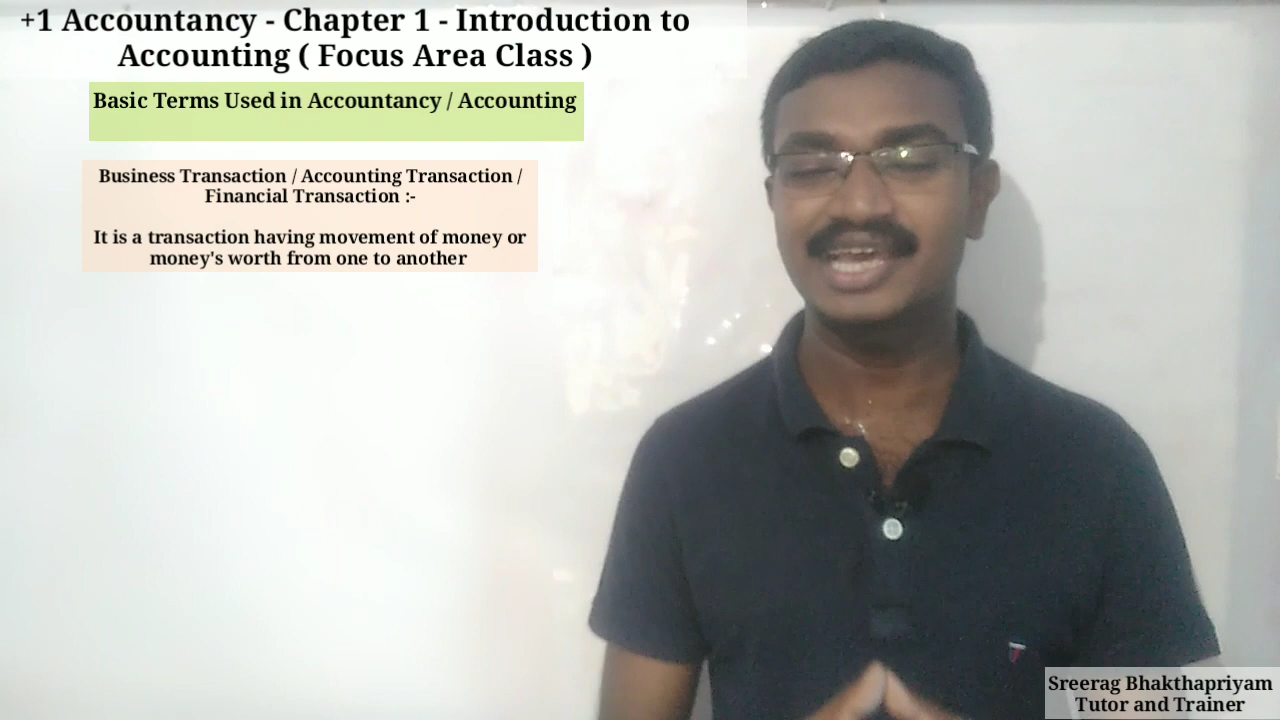 +1 Accountancy - Chapter 1 - Introduction to
Accounting ( Focus Area Class )
Basic Terms Used in Accountancy / Accounting
Business Transaction / Accounting Transaction /
Financial Transaction :-
It is a transaction having movement of money or
money's worth from one to another
Sreerag Bhakthapriyam
Tutor and Trainer